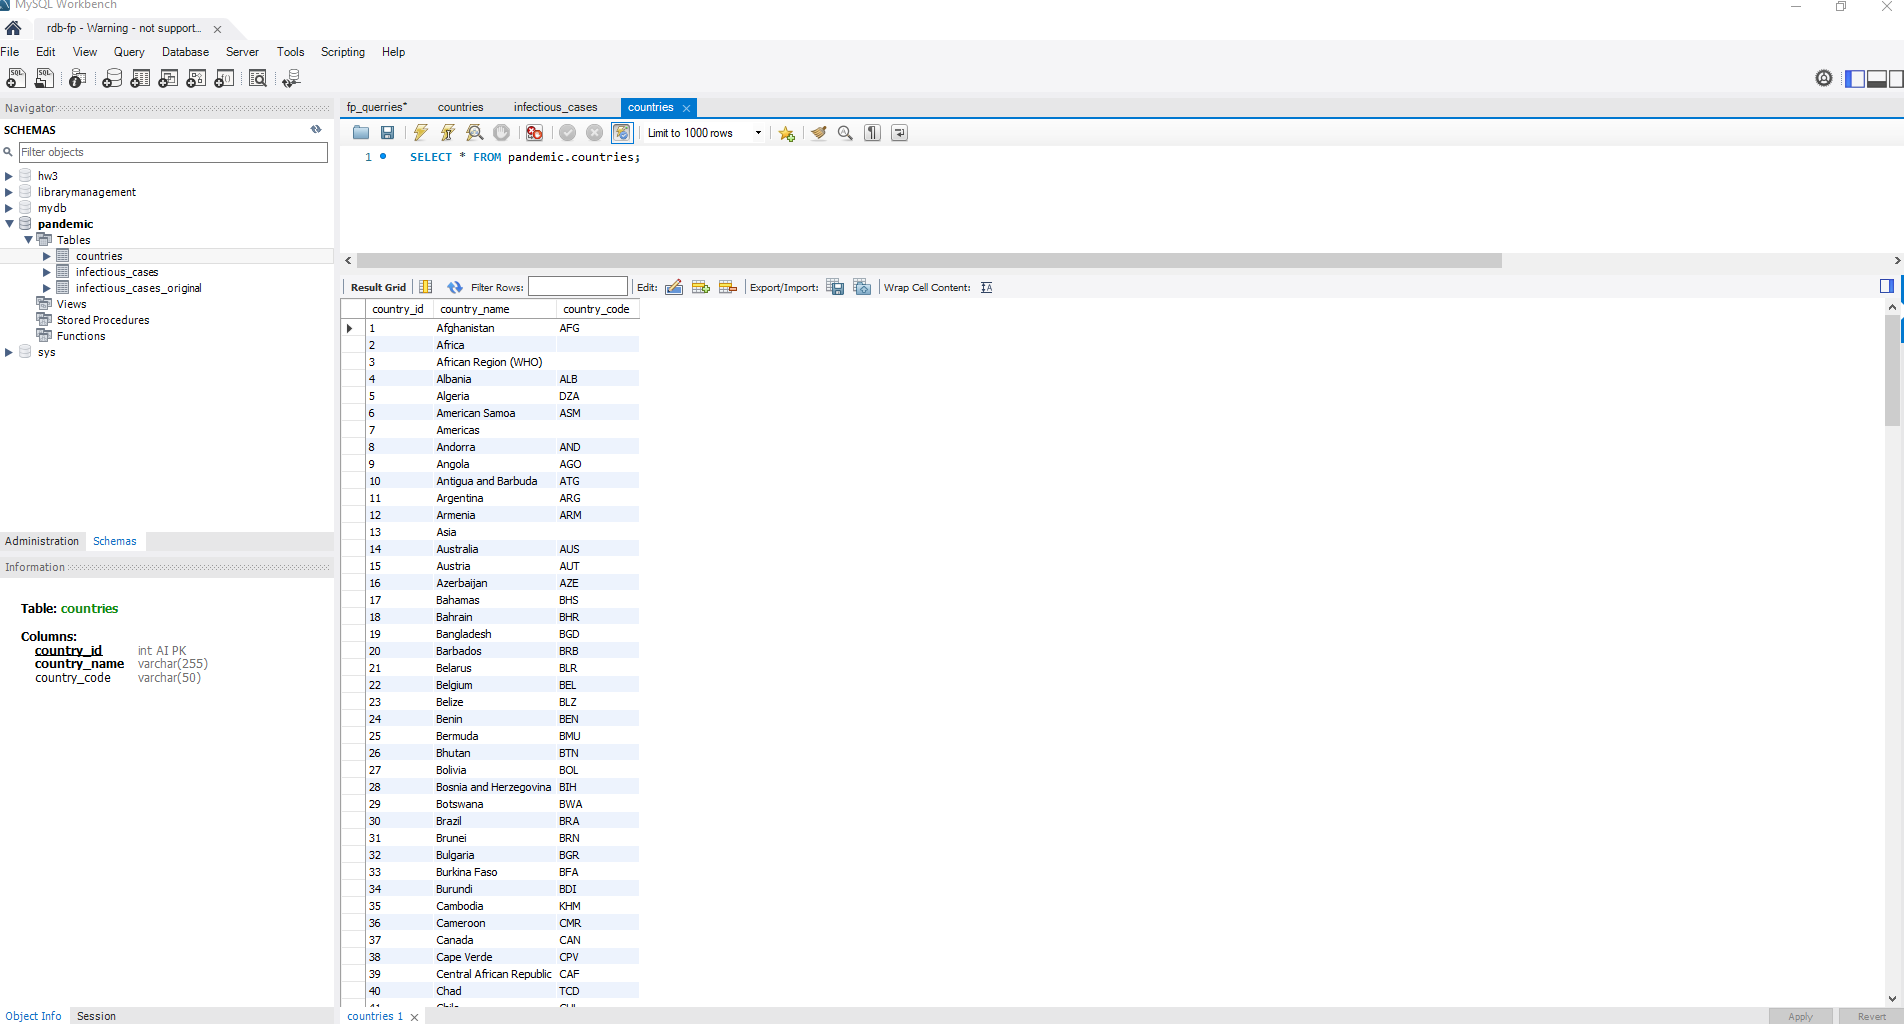 MySQL Workbench
rdb-fp - Warning - not support...
File Edit View Query Database Server Tools Scripting Help
Navigator
SCHEMAS
Filter objects
hw3
librarymanagement
mydb
pandemic
Tables
countries
infectious_cases
infectious_cases_original
Views
Stored Procedures
Functions
sys
Administration Schemas
Information
Table: countries
Columns:
country_id int AI PK
country_name varchar(255)
country_code varchar(50)
Object Info Session
fp_querries* countries infectious_cases countries
Limit to 1000 rows
1 SELECT * FROM pandemic.countries;
Result Grid Filter Rows: Edit: Export/Import: Wrap Cell Content:
country_id country_name country_code
1 Afghanistan AFG
2 Africa
3 African Region (WHO)
4 Albania ALB
5 Algeria DZA
6 American Samoa ASM
7 Americas
8 Andorra AND
9 Angola AGO
10 Antigua and Barbuda ATG
11 Argentina ARG
12 Armenia ARM
13 Asia
14 Australia AUS
15 Austria AUT
16 Azerbaijan AZE
17 Bahamas BHS
18 Bahrain BHR
19 Bangladesh BGD
20 Barbados BRB
21 Belarus BLR
22 Belgium BEL
23 Belize BLZ
24 Benin BEN
25 Bermuda BMU
26 Bhutan BTN
27 Bolivia BOL
28 Bosnia and Herzegovina BIH
29 Botswana BWA
30 Brazil BRA
31 Brunei BRN
32 Bulgaria BGR
33 Burkina Faso BFA
34 Burundi BDI
35 Cambodia KHM
36 Cameroon CMR
37 Canada CAN
38 Cape Verde CPV
39 Central African Republic CAF
40 Chad TCD
countries 1
Apply Revert